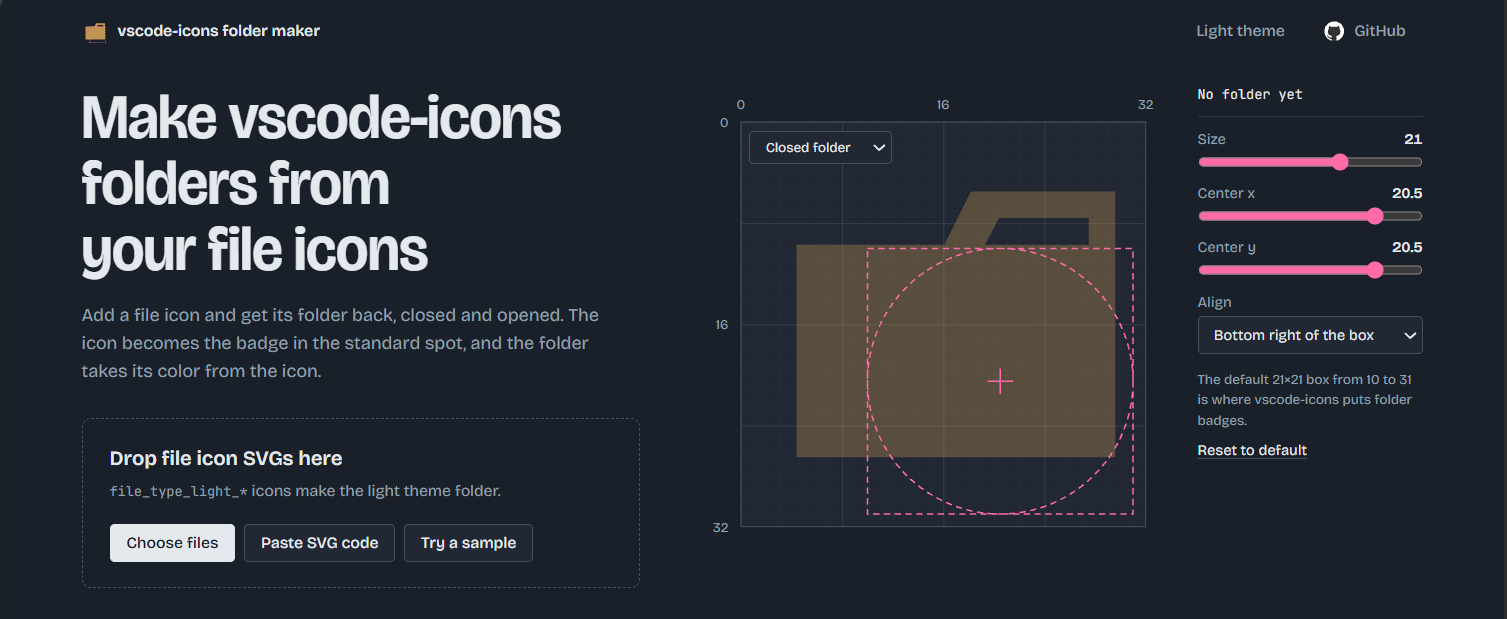 vscode-icons folder maker
Light theme
GitHub
Make vscode-icons
folders from
your file icons
Add a file icon and get its folder back, closed and opened. The
icon becomes the badge in the standard spot, and the folder
takes its color from the icon.
Drop file icon SVGs here
file_type_light_* icons make the light theme folder.
Choose files
Paste SVG code
Try a sample
0
16
32
0
Closed folder
16
32
No folder yet
Size
21
Center x
20.5
Center y
20.5
Align
Bottom right of the box
The default 21×21 box from 10 to 31
is where vscode-icons puts folder
badges.
Reset to default